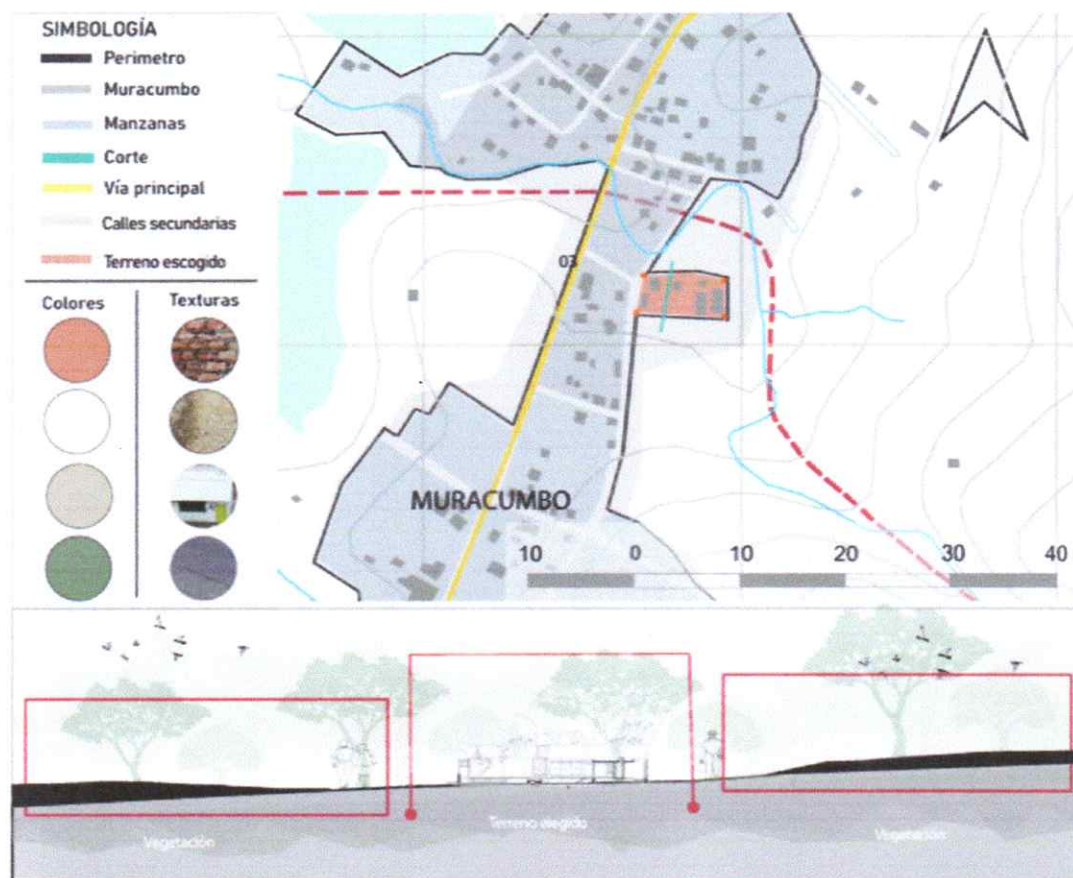 SIMBOLOGÍA
Perimetro
Muracumbo
Manzanas
Corte
Vía principal
Calles secundarias
Terreno escogido
Colores
Texturas
03
MURACUMBO
10 0 10 20 30 40
Vegetación
Terreno elegido
Vegetación